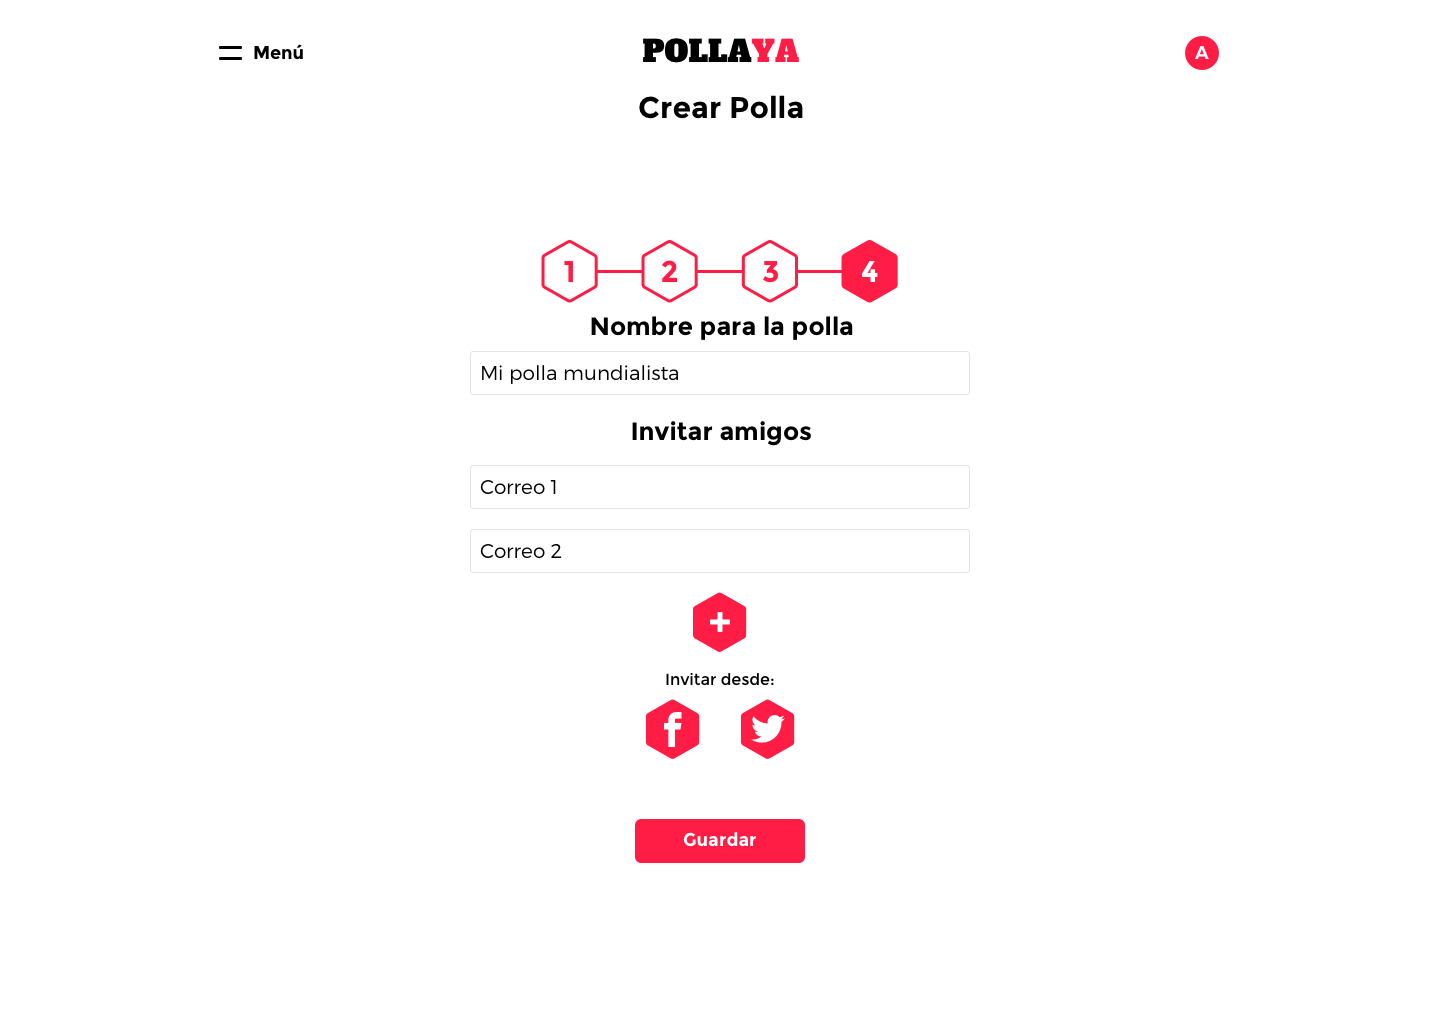 Menú
POLLAYA
A
Crear Polla
1 2 3 4
Nombre para la polla
Mi polla mundialista
Invitar amigos
Correo 1
Correo 2
+
Invitar desde:
Guardar